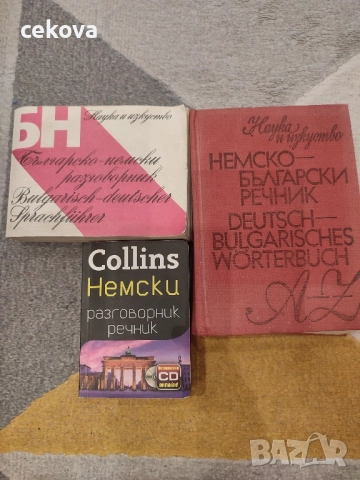 cekova
БН
Наука и изкуство
Българско-немски
разговорник
Bulgarisch-deutscher
Sprachführer
Наука
и изкуство
НЕМСКО-
БЪЛГАРСКИ
РЕЧНИК
DEUTSCH-
BULGARISCHES
WÖRTERBUCH
A-Z
Collins
Немски
разговорник
речник
CD
BAZAR